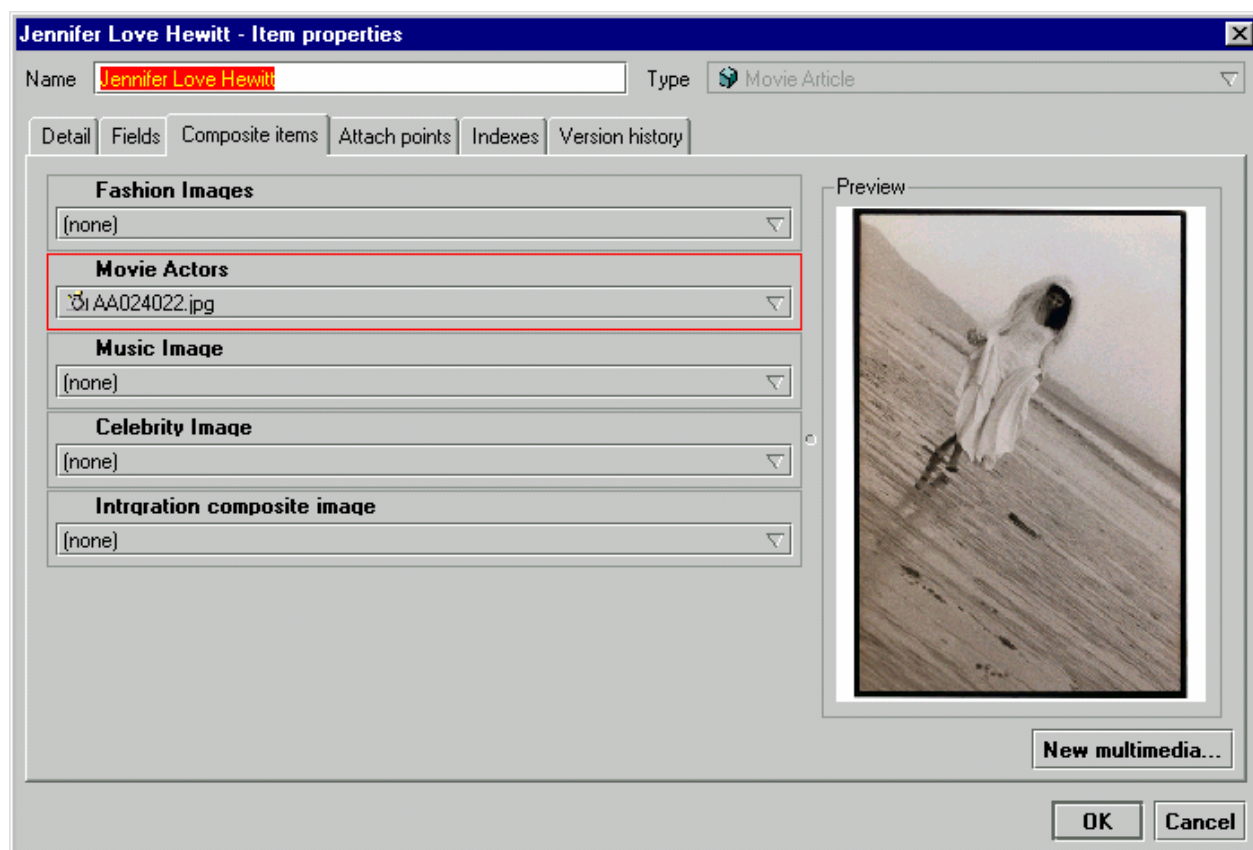 Jennifer Love Hewitt - Item properties
Name Jennifer Love Hewitt Type Movie Article
Detail Fields Composite items Attach points Indexes Version history
Fashion Images
(none)
Preview
Movie Actors
AA024022.jpg
Music Image
(none)
Celebrity Image
(none)
Intrgration composite image
(none)
New multimedia...
OK Cancel